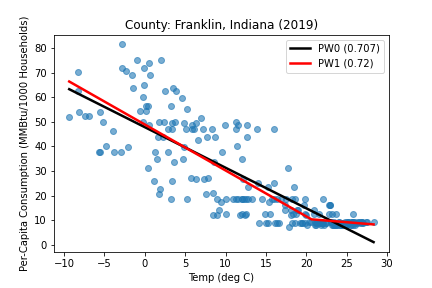 County: Franklin, Indiana (2019)
Per-Capita Consumption (MMBtu/1000 Households)
80
70
60
50
40
30
20
10
0
PW0 (0.707)
PW1 (0.72)
−10 −5 0 5 10 15 20 25 30
Temp (deg C)